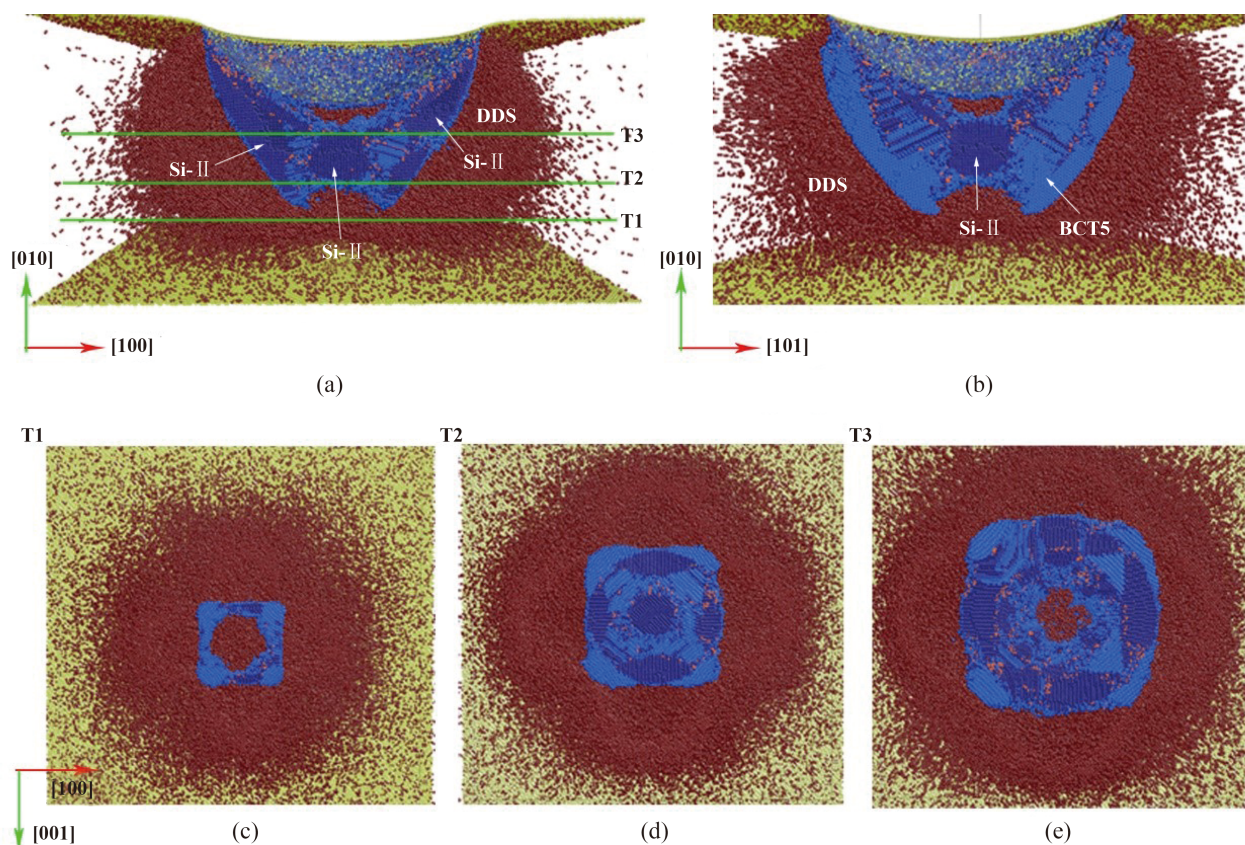 DDS
T3
Si-Ⅱ
Si-Ⅱ
T2
T1
Si-Ⅱ
[010]
[100]
(a)
DDS
Si-Ⅱ
BCT5
[010]
[101]
(b)
T1
T2
T3
[100]
[001]
(c)
(d)
(e)